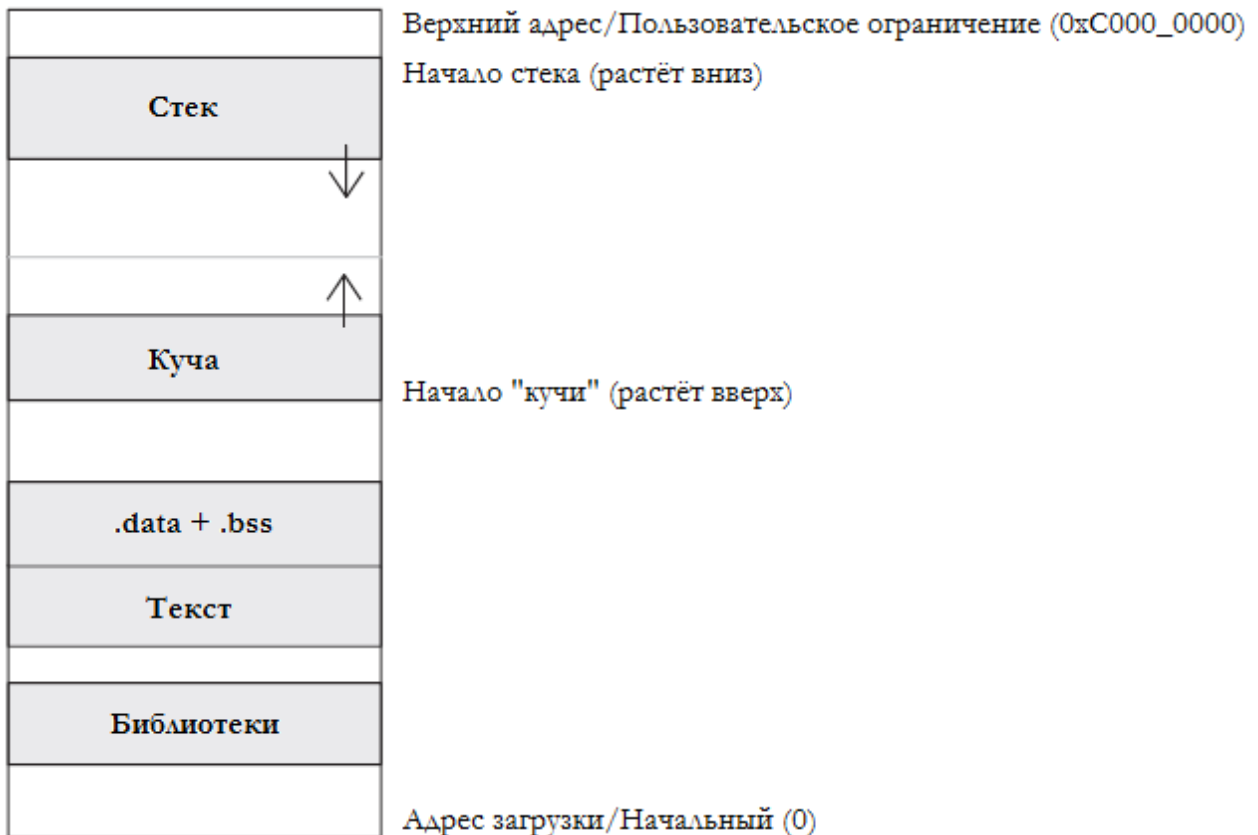 Верхний адрес/Пользовательское ограничение (0xC000_0000)
Начало стека (растёт вниз)
Стек
Куча
Начало "кучи" (растёт вверх)
.data + .bss
Текст
Библиотеки
Адрес загрузки/Начальный (0)